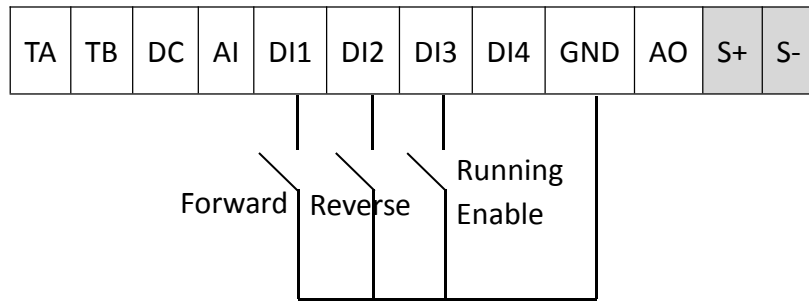 TA TB DC AI DI1 DI2 DI3 DI4 GND AO S+ S-
Forward Reverse Running
Enable